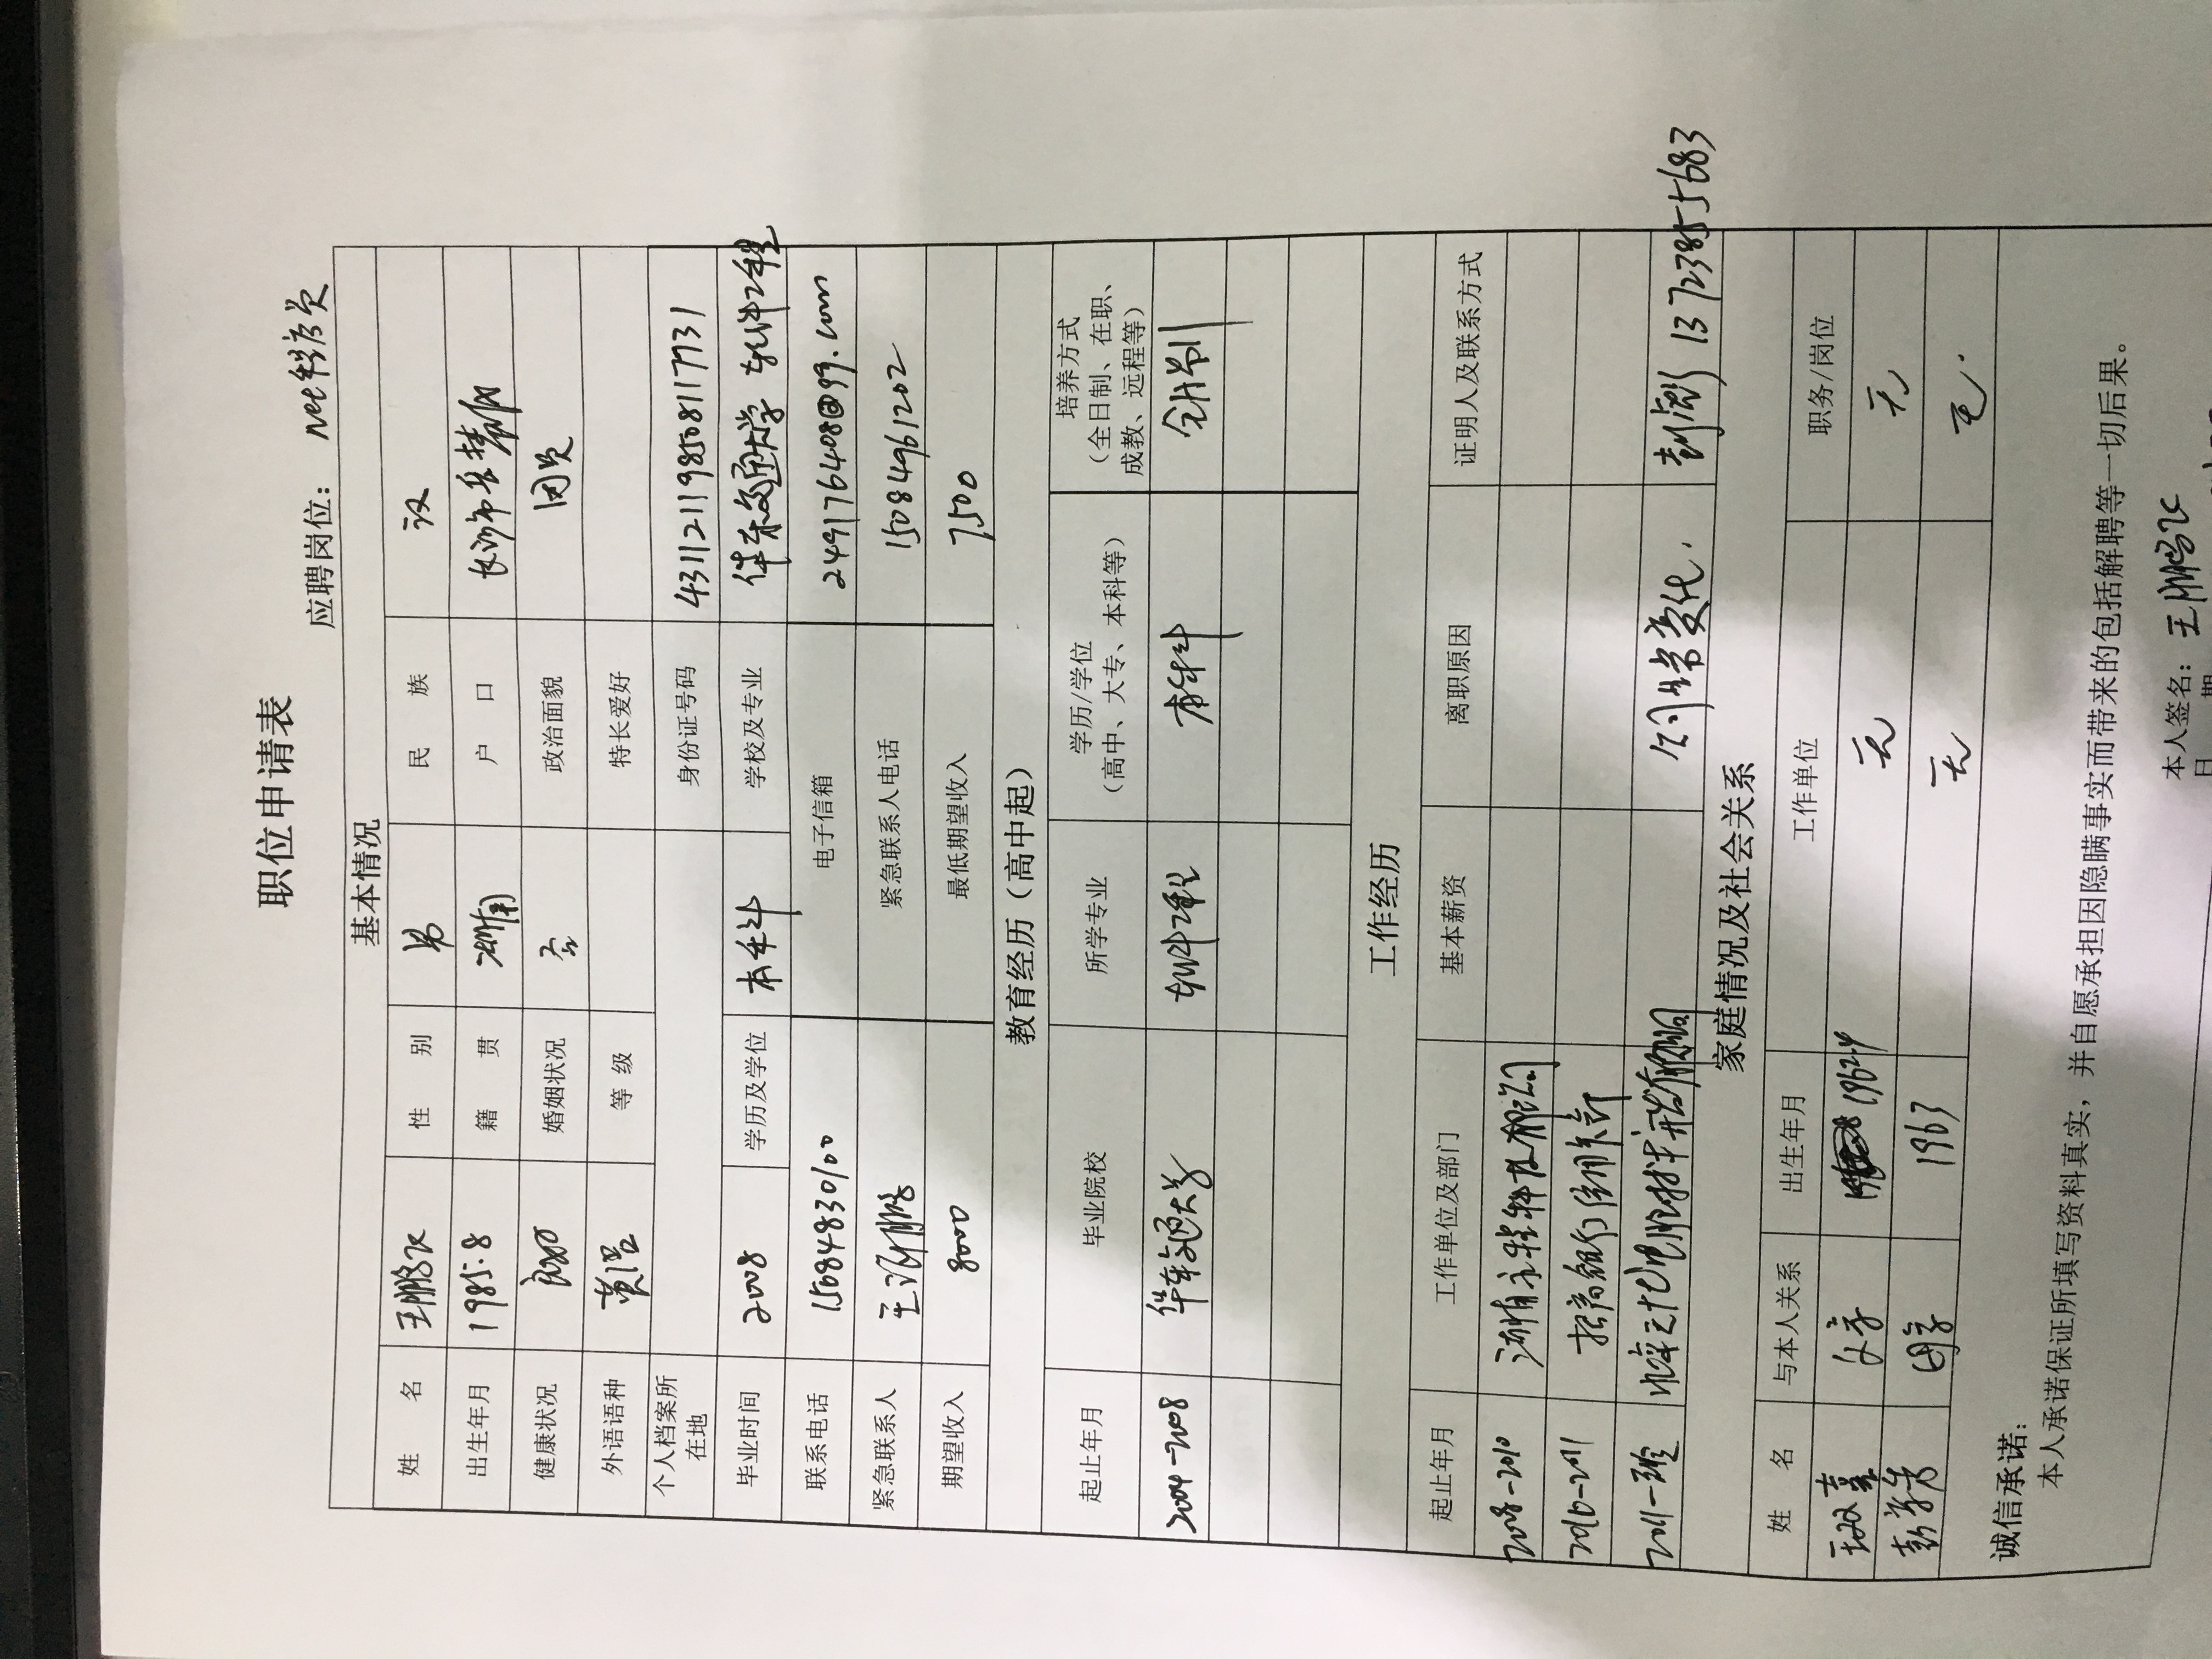 职位申请表
应聘岗位： net程序员
基本情况
姓 名 王鹏飞 性 别 男 民 族 汉
出生年月 1985.8 籍 贯 湖南 户 口 长沙市岳麓区
健康状况 良好 婚姻状况 否 政治面貌 团员
外语语种 英语 等 级 特长爱好
个人档案所在地 身份证号码 431121198508117731
毕业时间 2008 学历及学位 本科 学校及专业 华东交通大学 软件工程
联系电话 15084830100 电子信箱 249176408@qq.com
紧急联系人 王 鹏 紧急联系人电话 15084961202
期望收入 8000 最低期望收入 7500
教育经历（高中起）
起止年月 毕业院校 所学专业 学历/学位（高中、大专、本科等） 培养方式（全日制、在职、成教、远程等）
2004-2008 华东交通大学 软件工程 本科 全日制
工作经历
起止年月 工作单位及部门 基本薪资 离职原因 证明人及联系方式
2008-2010 湖南 科技有限公司
2010-2011 招商银行信用卡部
2011-至今 天地电脑技术开发有限公司 公司 变化. 彭 13723855683
家庭情况及社会关系
姓 名 与本人关系 出生年月 工作单位 职务/岗位
王双喜 父亲 1962.4 无 无
彭 秀 母亲 1963 无 无.
诚信承诺：
本人承诺保证所填写资料真实，并自愿承担因隐瞒事实而带来的包括解聘等一切后果。
本人签名： 王鹏飞
日 期